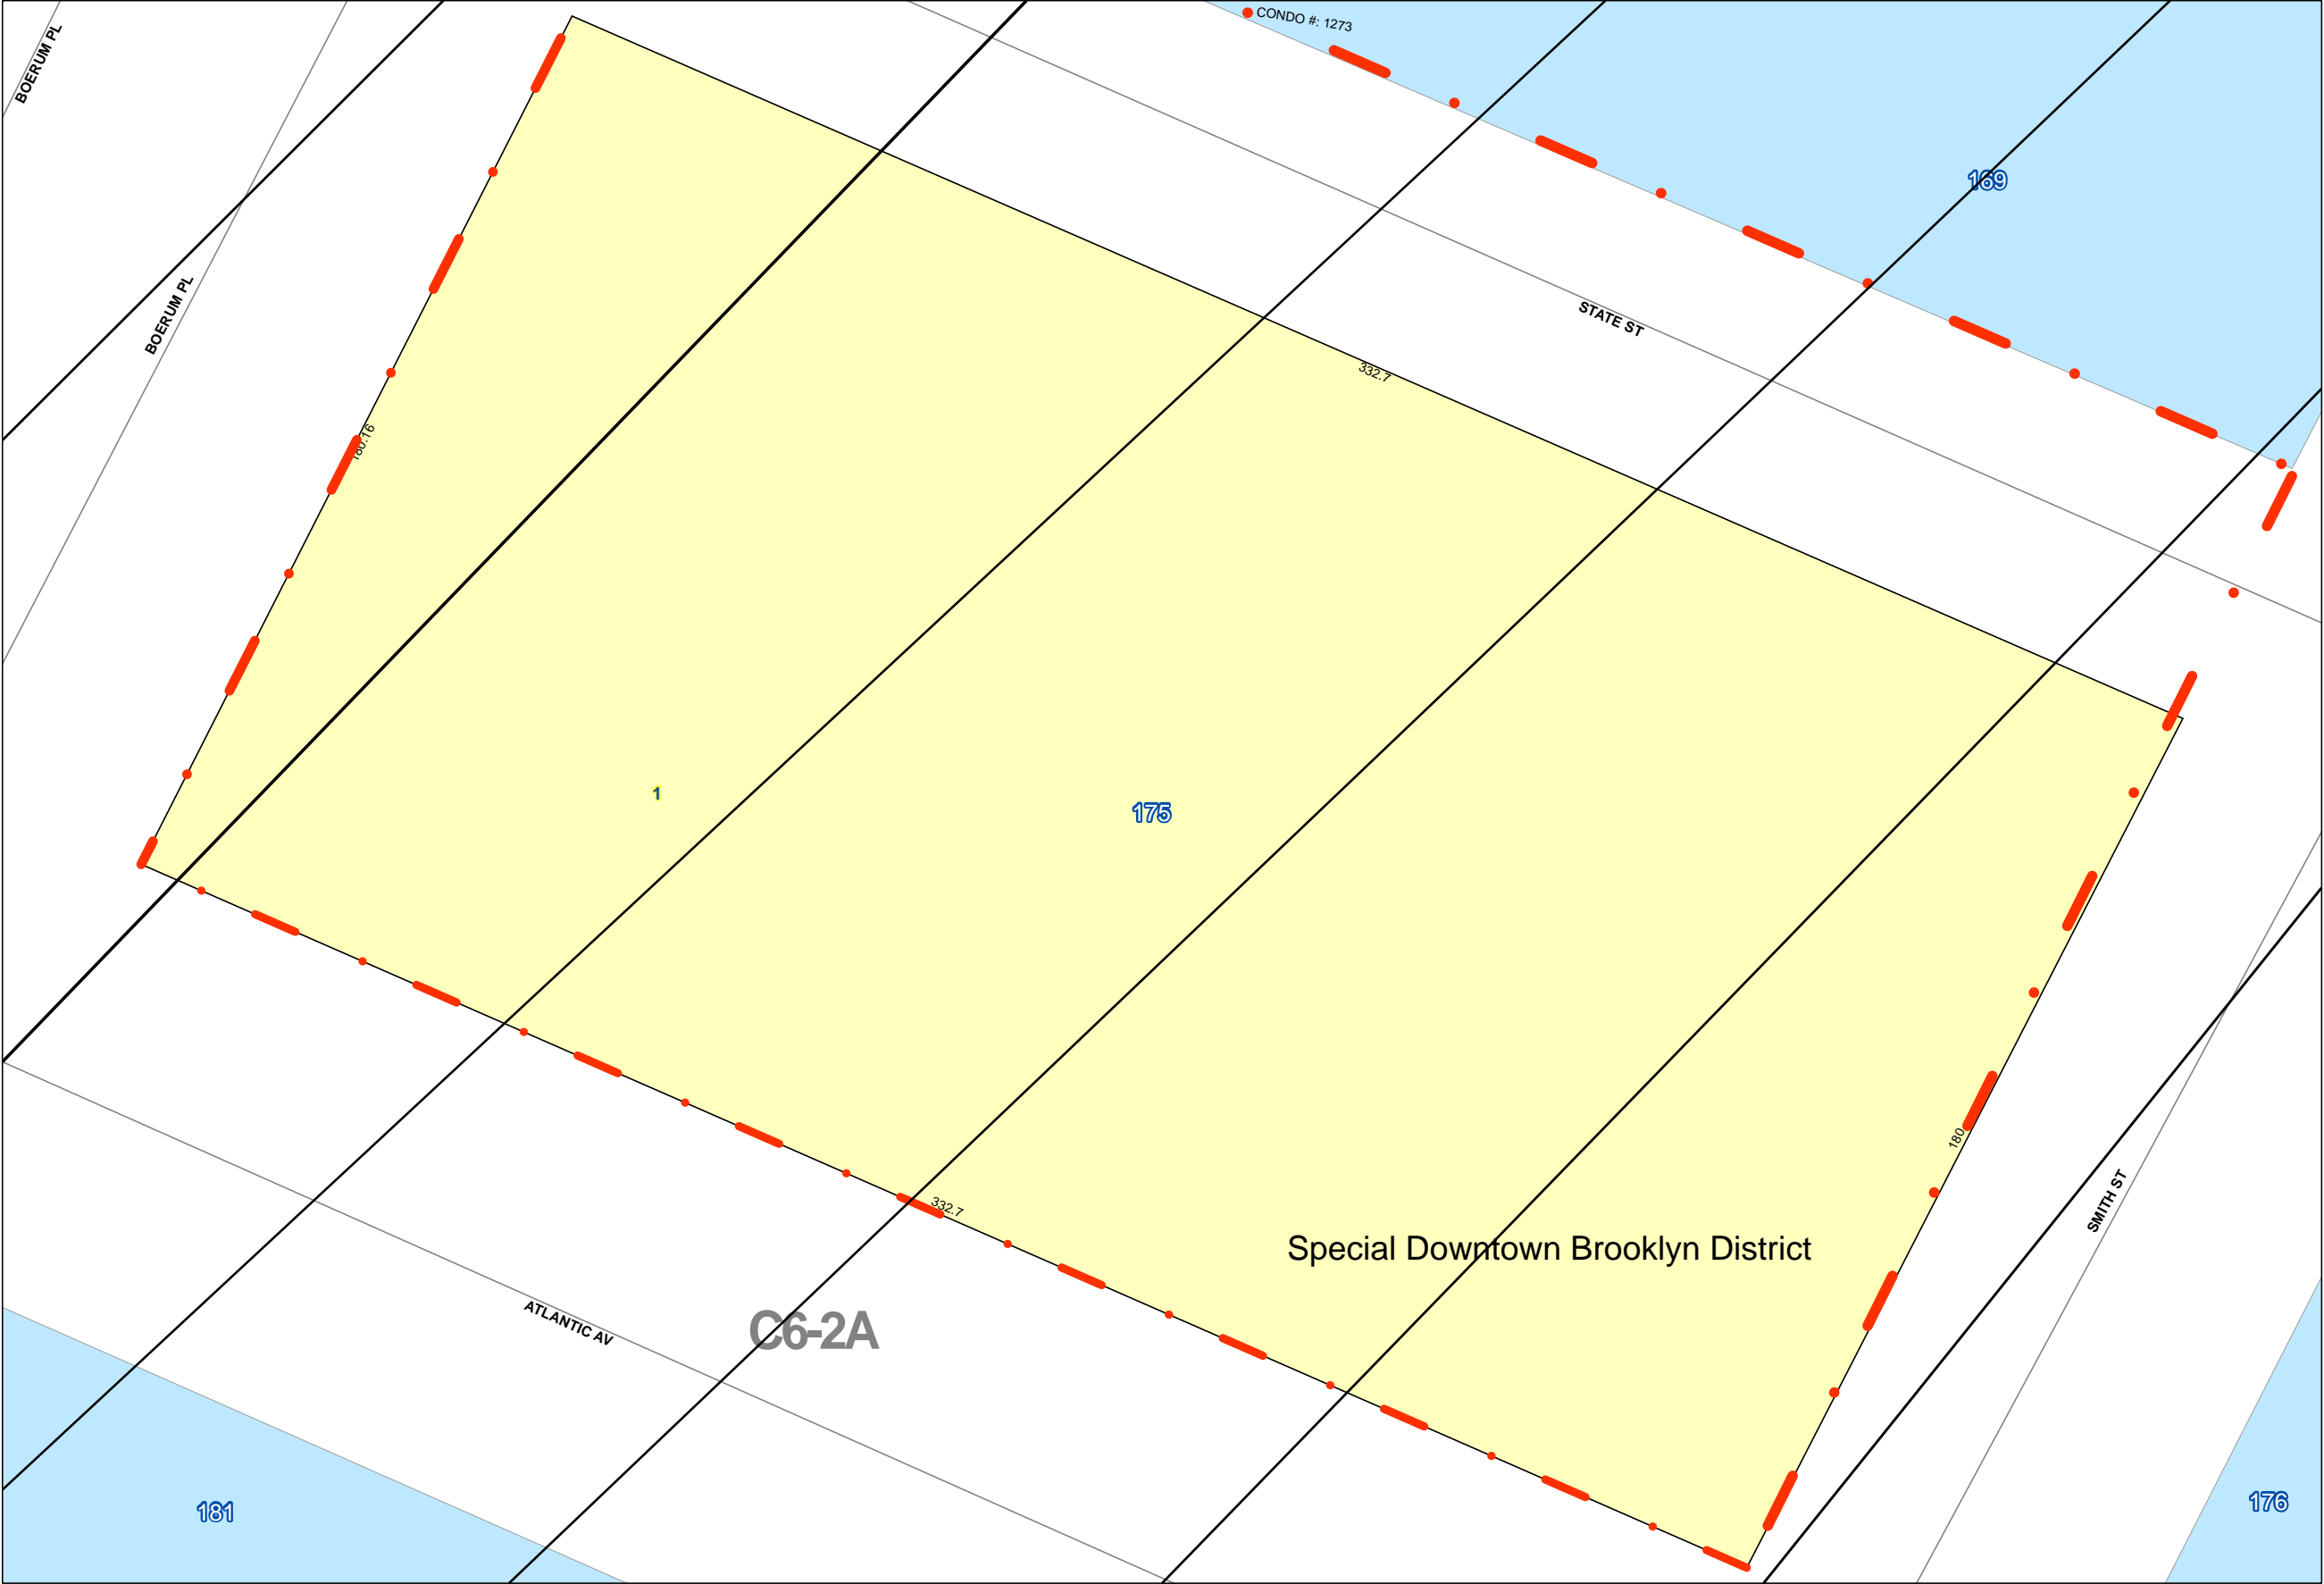 CONDO #: 1273
BOERUM PL
169
BOERUM PL
STATE ST
332.7
180.16
1
175
180
SMITH ST
332.7
Special Downtown Brooklyn District
ATLANTIC AV
C6-2A
181
176